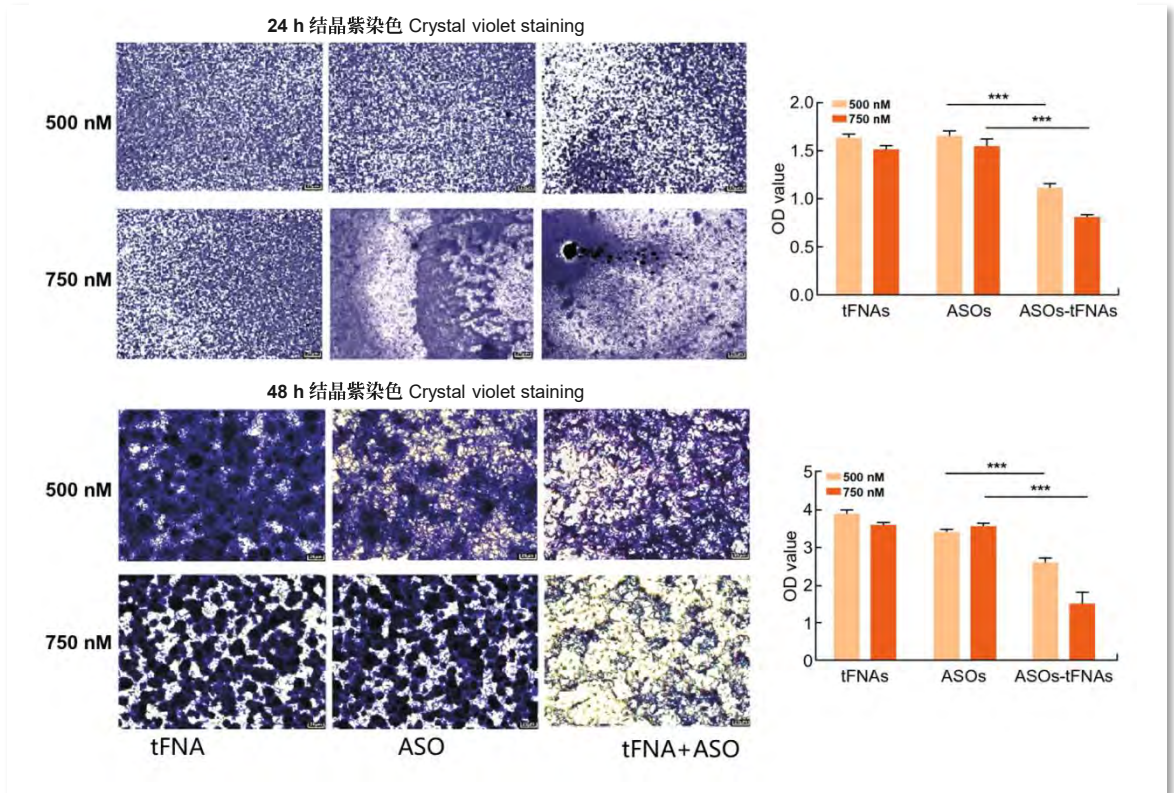 24 h 结晶紫染色 Crystal violet staining
500 nM
750 nM
2.0
1.5
1.0
0.5
0.0
OD value
500 nM
750 nM
***
***
tFNAs ASOs ASOs-tFNAs
48 h 结晶紫染色 Crystal violet staining
500 nM
750 nM
tFNA ASO tFNA+ASO
5
4
3
2
1
0
OD value
500 nM
750 nM
***
***
tFNAs ASOs ASOs-tFNAs